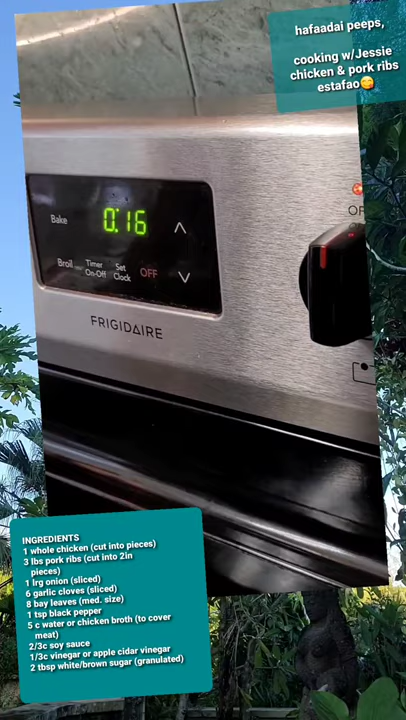 hafaadai peeps,
cooking w/Jessie
chicken & pork ribs
estafao😋
Bake
0:16
Broil
Timer
On-Off
Set
Clock
OFF
OF
FRIGIDAIRE
INGREDIENTS
1 whole chicken (cut into pieces)
3 lbs pork ribs (cut into 2in
pieces)
1 lrg onion (sliced)
6 garlic cloves (sliced)
8 bay leaves (med. size)
1 tsp black pepper
5 c water or chicken broth (to cover
meat)
2/3c soy sauce
1/3c vinegar or apple cidar vinegar
2 tbsp white/brown sugar (granulated)